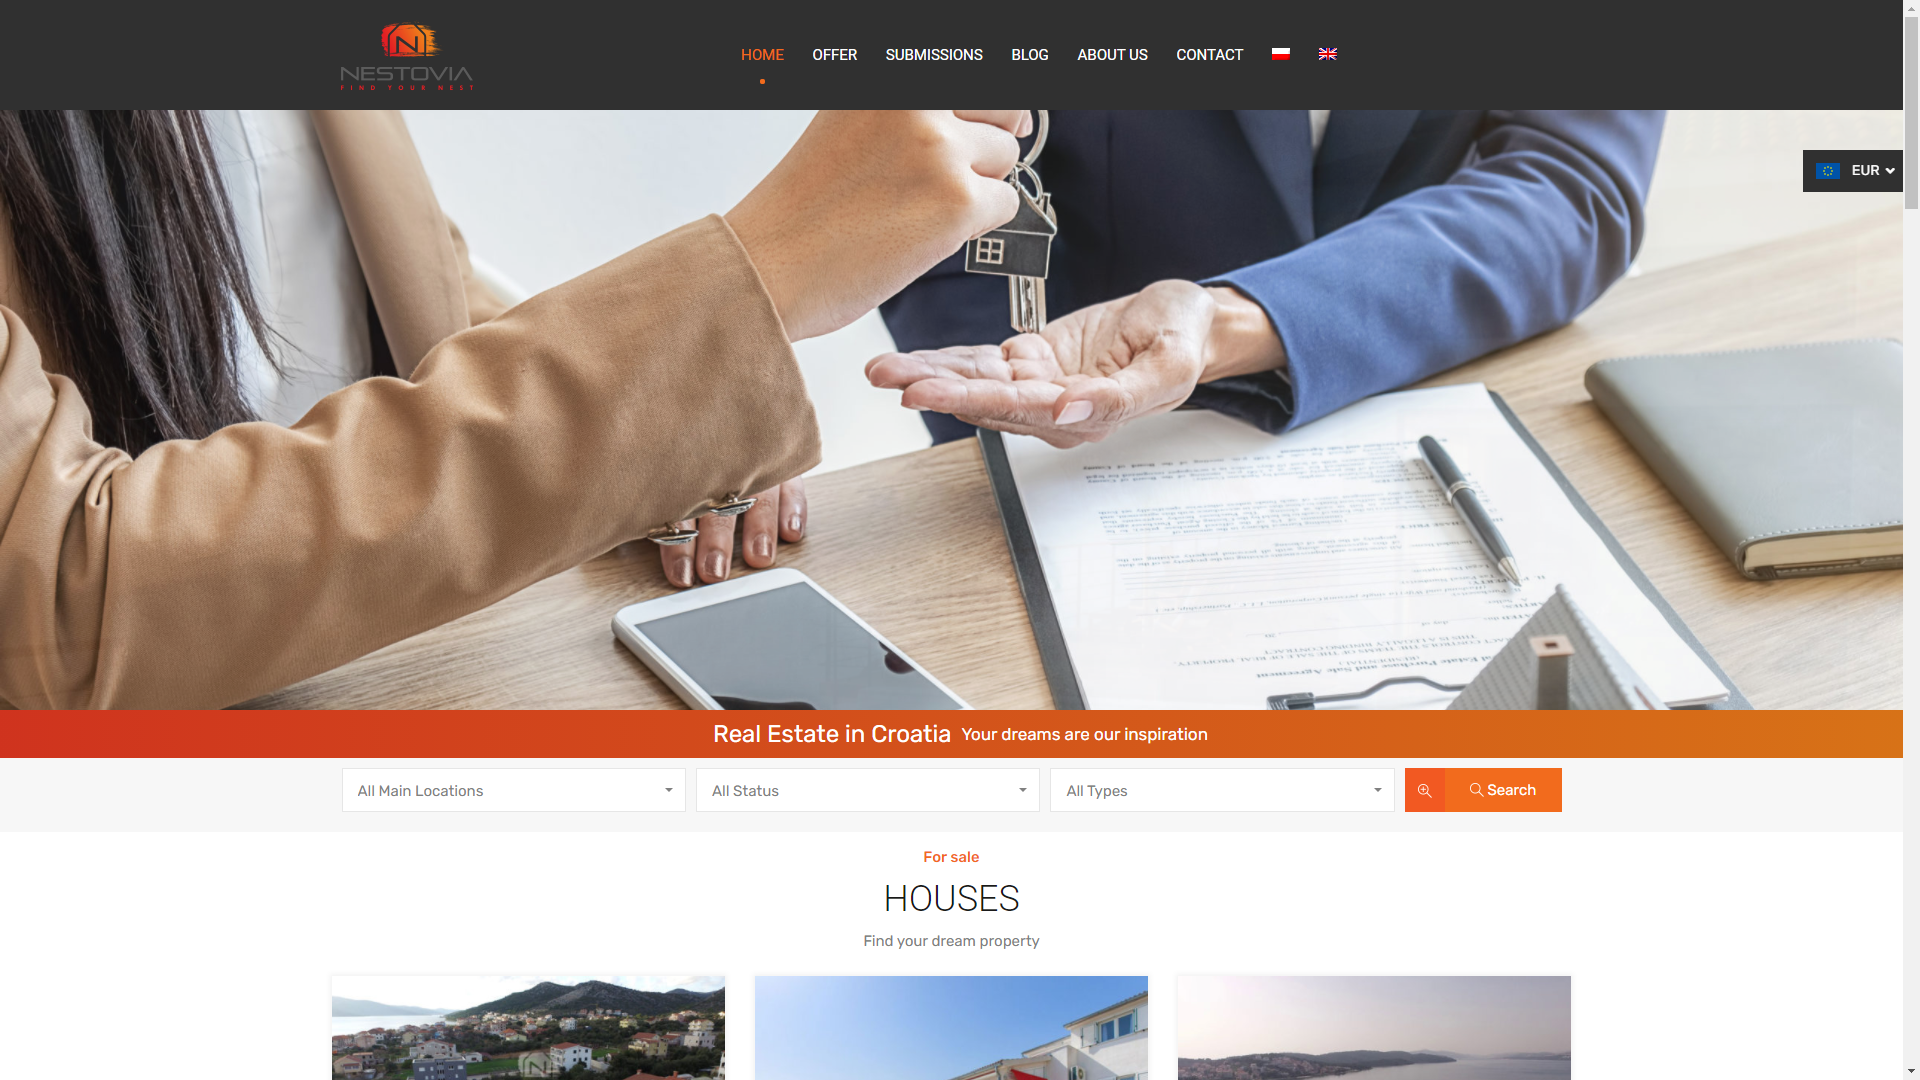 NESTOVIA
FIND YOUR NEST
HOME
OFFER
SUBMISSIONS
BLOG
ABOUT US
CONTACT
EUR
Real Estate in Croatia Your dreams are our inspiration
All Main Locations
All Status
All Types
Search
For sale
HOUSES
Find your dream property